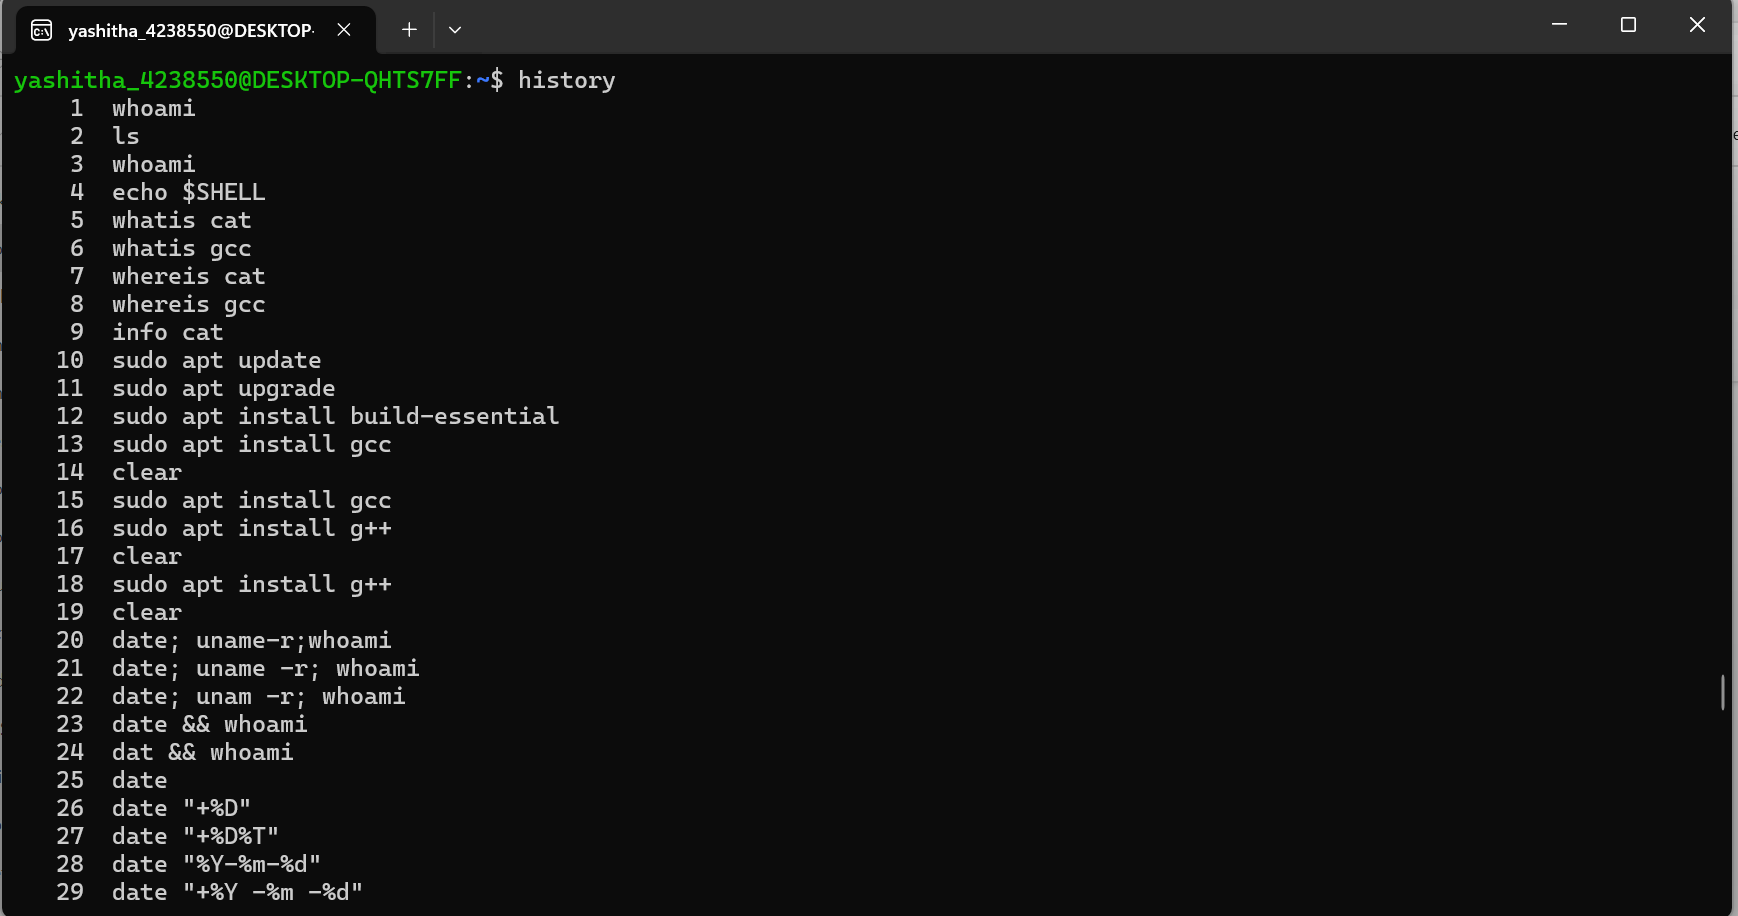 yashitha_4238550@DESKTOP-
yashitha_4238550@DESKTOP-QHTS7FF:~$ history
1 whoami
2 ls
3 whoami
4 echo $SHELL
5 whatis cat
6 whatis gcc
7 whereis cat
8 whereis gcc
9 info cat
10 sudo apt update
11 sudo apt upgrade
12 sudo apt install build-essential
13 sudo apt install gcc
14 clear
15 sudo apt install gcc
16 sudo apt install g++
17 clear
18 sudo apt install g++
19 clear
20 date; uname-r;whoami
21 date; uname -r; whoami
22 date; unam -r; whoami
23 date && whoami
24 dat && whoami
25 date
26 date "+%D"
27 date "+%D%T"
28 date "%Y-%m-%d"
29 date "+%Y -%m -%d"